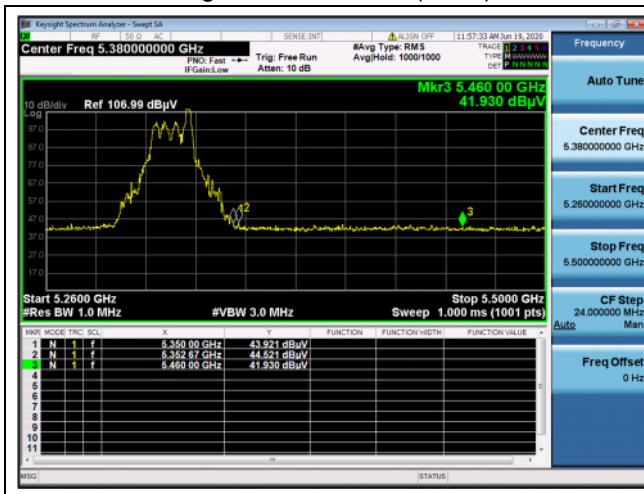 Keysight Spectrum Analyzer - Swept SA
RF 50 Ω AC SENSE:INT ALIGN OFF 11:57:33 AM Jun 19, 2020
Center Freq 5.380000000 GHz
PNO: Fast Trig: Free Run
IFGain:Low Atten: 10 dB
#Avg Type: RMS
Avg|Hold: 1000/1000
TRACE 1 2 3 4 5 6
TYPE M
DET P N N N N N
Mkr3 5.460 00 GHz
41.930 dBµV
10 dB/div Ref 106.99 dBµV
Log
97.0
87.0
77.0
67.0
57.0
47.0
37.0
27.0
17.0
2
3
Start 5.2600 GHz Stop 5.5000 GHz
#Res BW 1.0 MHz #VBW 3.0 MHz Sweep 1.000 ms (1001 pts)
MKR MODE TRC SCL X Y FUNCTION FUNCTION WIDTH FUNCTION VALUE
1 N 1 f 5.350 00 GHz 43.921 dBµV
2 N 1 f 5.352 67 GHz 44.521 dBµV
3 N 1 f 5.460 00 GHz 41.930 dBµV
4
5
6
7
8
9
10
11
MSG STATUS
Frequency
Auto Tune
Center Freq
5.380000000 GHz
Start Freq
5.260000000 GHz
Stop Freq
5.500000000 GHz
CF Step
24.000000 MHz
Auto Man
Freq Offset
0 Hz